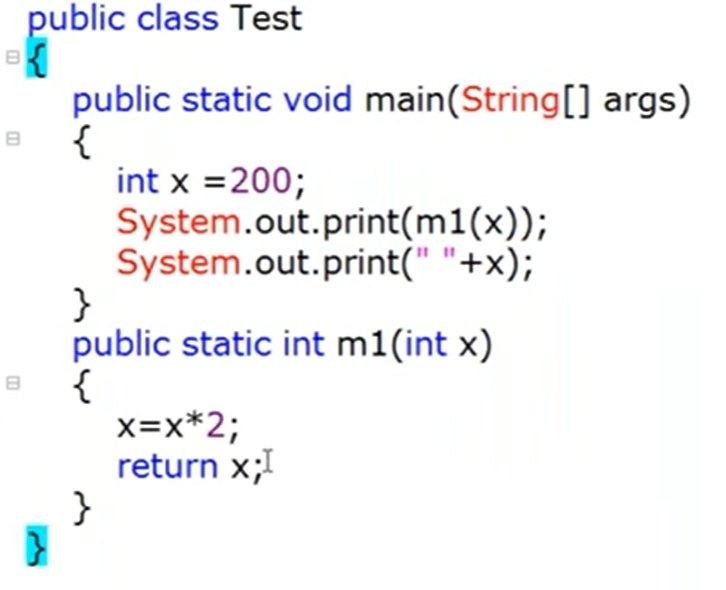 public class Test
{
public static void main(String[] args)
{
int x =200;
System.out.print(m1(x));
System.out.print(" "+x);
}
public static int m1(int x)
{
x=x*2;
return x;
}
}